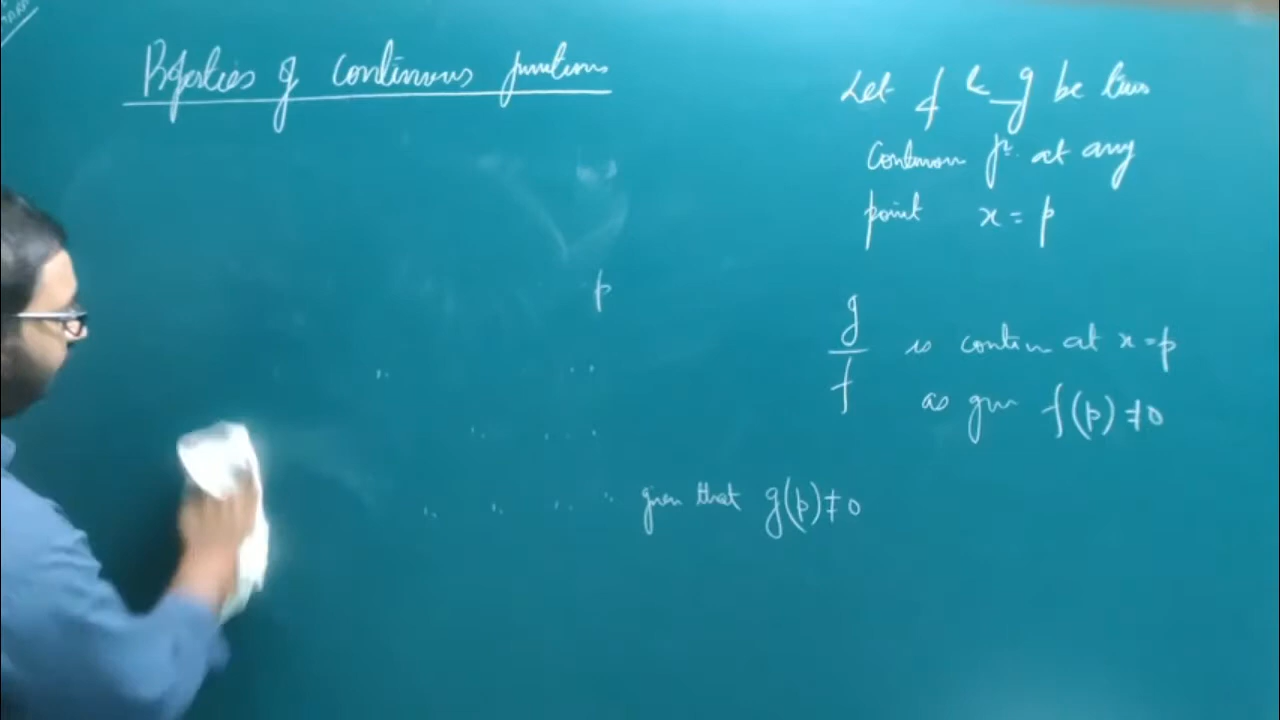 Properties of continuous functions
Let f & g be two
continuous fn. at any
point x = p
p
g/f is contin at x = p
as given f(p) ≠ 0
" " "
" " "
" " " " given that g(p) ≠ 0